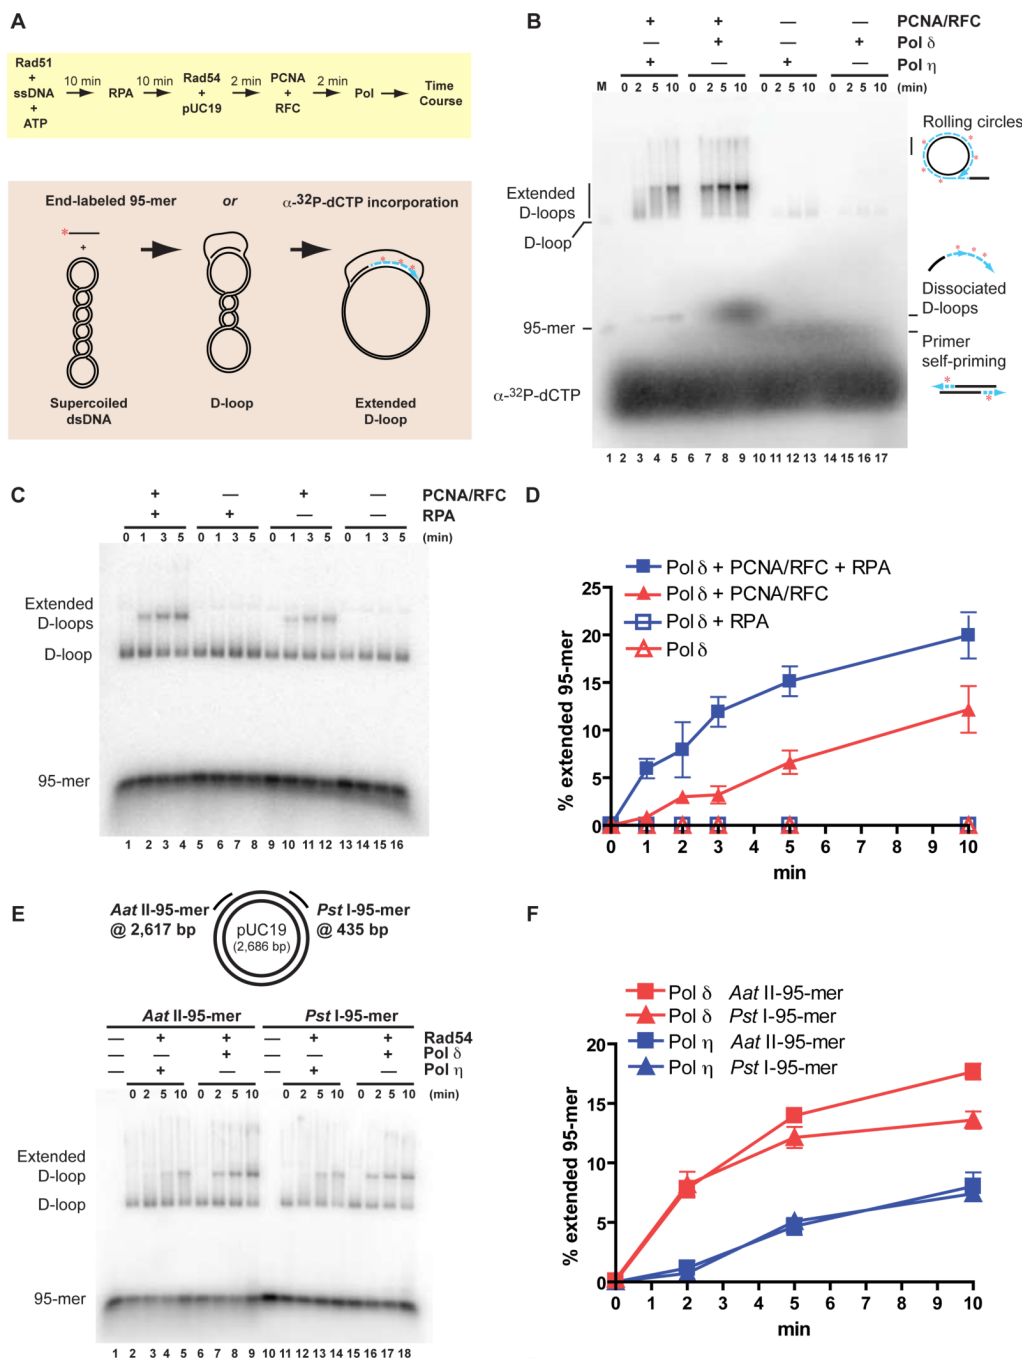 A
Rad51
+
ssDNA
+
ATP
10 min
RPA
10 min
Rad54
+
pUC19
2 min
PCNA
+
RFC
2 min
Pol
Time
Course
End-labeled 95-mer or α-32P-dCTP incorporation
*
+
* * *
Supercoiled
dsDNA
D-loop
Extended
D-loop
B
+ + — — PCNA/RFC
— + — + Pol δ
+ — + — Pol η
M 0 2 5 10 0 2 5 10 0 2 5 10 0 2 5 10 (min)
Extended
D-loops
D-loop
95-mer
α-32P-dCTP
Rolling circles
Dissociated
D-loops
Primer
self-priming
1 2 3 4 5 6 7 8 9 10 11 12 13 14 15 16 17
C
+ — + — PCNA/RFC
+ + — — RPA
0 1 3 5 0 1 3 5 0 1 3 5 0 1 3 5 (min)
Extended
D-loops
D-loop
95-mer
1 2 3 4 5 6 7 8 9 10 11 12 13 14 15 16
D
Pol δ + PCNA/RFC + RPA
Pol δ + PCNA/RFC
Pol δ + RPA
Pol δ
% extended 95-mer
25
20
15
10
5
0
0 1 2 3 4 5 6 7 8 9 10
min
E
Aat II-95-mer
@ 2,617 bp
pUC19
(2,686 bp)
Pst I-95-mer
@ 435 bp
Aat II-95-mer Pst I-95-mer
— + + — + + Rad54
— — + — — + Pol δ
— + — — + — Pol η
0 2 5 10 0 2 5 10 0 2 5 10 0 2 5 10 (min)
Extended
D-loop
D-loop
95-mer
1 2 3 4 5 6 7 8 9 10 11 12 13 14 15 16 17 18
F
Pol δ Aat II-95-mer
Pol δ Pst I-95-mer
Pol η Aat II-95-mer
Pol η Pst I-95-mer
% extended 95-mer
20
15
10
5
0
0 1 2 3 4 5 6 7 8 9 10
min